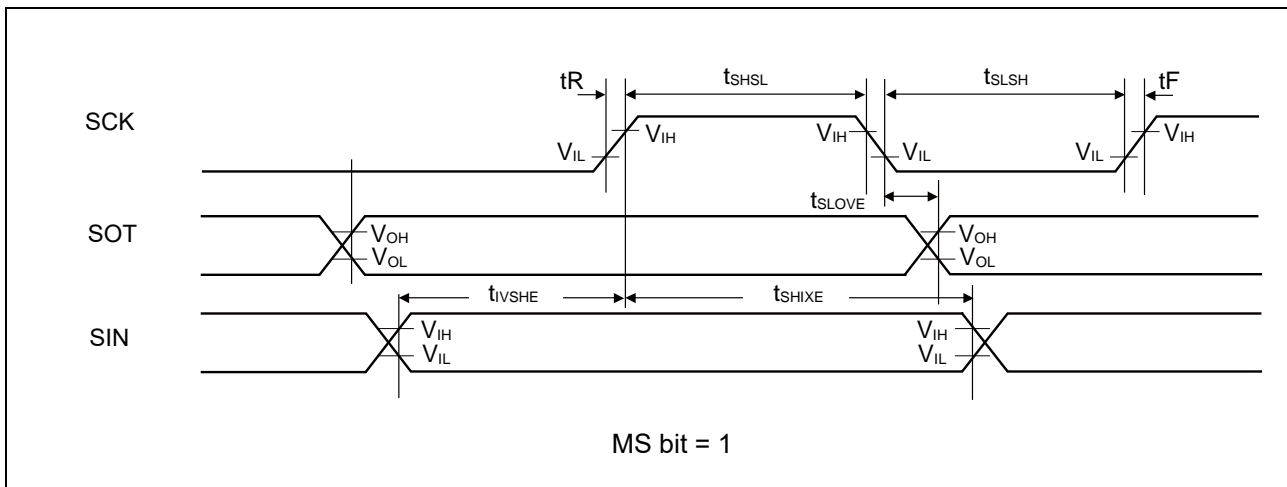 tR tSHSL tSLSH tF
SCK VIH VIH VIH
VIL VIL VIL
tSLOVE
SOT VOH VOH
VOL VOL
tIVSHE tSHIXE
SIN VIH VIH
VIL VIL
MS bit = 1